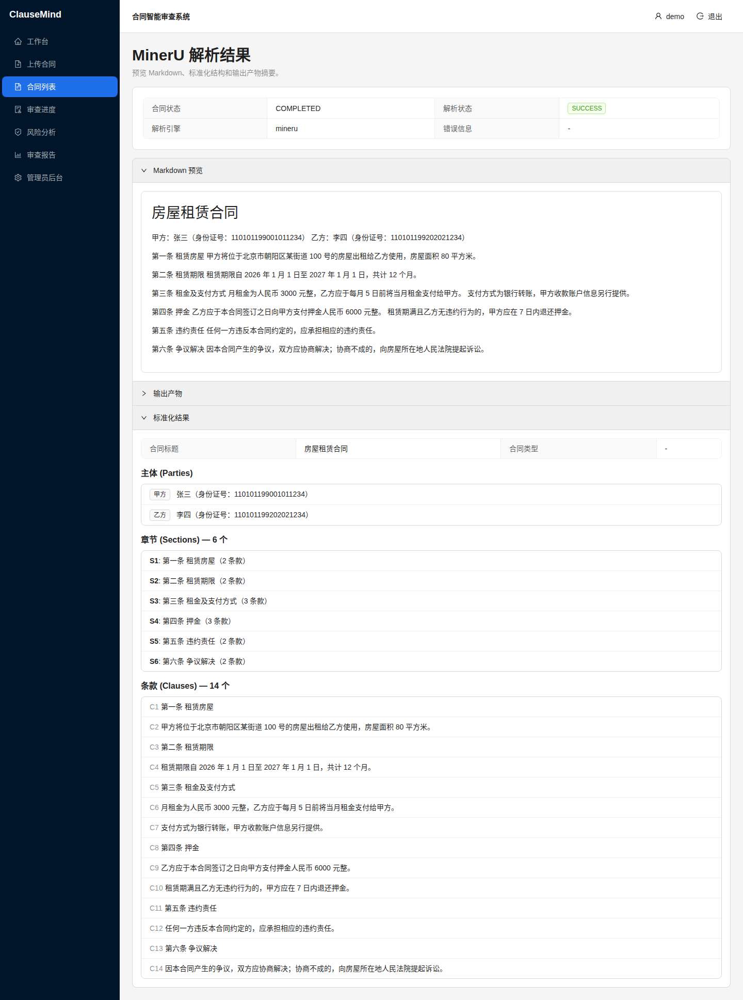 ClauseMind
合同智能审查系统
demo
退出
工作台
上传合同
合同列表
审查进度
风险分析
审查报告
管理员后台
MinerU 解析结果
预览 Markdown、标准化结构和输出产物摘要。
合同状态 COMPLETED 解析状态 SUCCESS
解析引擎 mineru 错误信息 -
Markdown 预览
房屋租赁合同
甲方：张三（身份证号：110101199001011234） 乙方：李四（身份证号：110101199202021234）
第一条 租赁房屋 甲方将位于北京市朝阳区某街道 100 号的房屋出租给乙方使用，房屋面积 80 平方米。
第二条 租赁期限 租赁期限自 2026 年 1 月 1 日至 2027 年 1 月 1 日，共计 12 个月。
第三条 租金及支付方式 月租金为人民币 3000 元整，乙方应于每月 5 日前将当月租金支付给甲方。 支付方式为银行转账，甲方收款账户信息另行提供。
第四条 押金 乙方应于本合同签订之日向甲方支付押金人民币 6000 元整。 租赁期满且乙方无违约行为的，甲方应在 7 日内退还押金。
第五条 违约责任 任何一方违反本合同约定的，应承担相应的违约责任。
第六条 争议解决 因本合同产生的争议，双方应协商解决；协商不成的，向房屋所在地人民法院提起诉讼。
输出产物
标准化结果
合同标题 房屋租赁合同 合同类型 -
主体 (Parties)
甲方 张三（身份证号：110101199001011234）
乙方 李四（身份证号：110101199202021234）
章节 (Sections) — 6 个
S1: 第一条 租赁房屋（2 条款）
S2: 第二条 租赁期限（2 条款）
S3: 第三条 租金及支付方式（3 条款）
S4: 第四条 押金（3 条款）
S5: 第五条 违约责任（2 条款）
S6: 第六条 争议解决（2 条款）
条款 (Clauses) — 14 个
C1 第一条 租赁房屋
C2 甲方将位于北京市朝阳区某街道 100 号的房屋出租给乙方使用，房屋面积 80 平方米。
C3 第二条 租赁期限
C4 租赁期限自 2026 年 1 月 1 日至 2027 年 1 月 1 日，共计 12 个月。
C5 第三条 租金及支付方式
C6 月租金为人民币 3000 元整，乙方应于每月 5 日前将当月租金支付给甲方。
C7 支付方式为银行转账，甲方收款账户信息另行提供。
C8 第四条 押金
C9 乙方应于本合同签订之日向甲方支付押金人民币 6000 元整。
C10 租赁期满且乙方无违约行为的，甲方应在 7 日内退还押金。
C11 第五条 违约责任
C12 任何一方违反本合同约定的，应承担相应的违约责任。
C13 第六条 争议解决
C14 因本合同产生的争议，双方应协商解决；协商不成的，向房屋所在地人民法院提起诉讼。